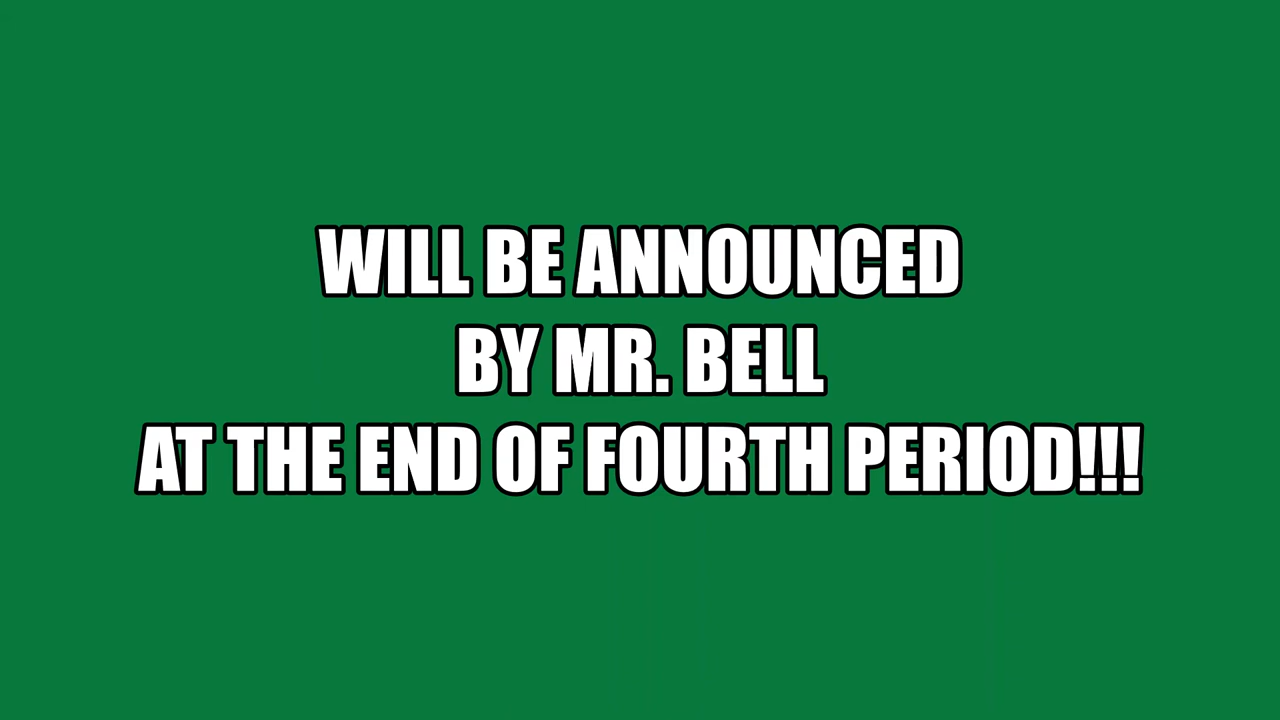 WILL BE ANNOUNCED
BY MR. BELL
AT THE END OF FOURTH PERIOD!!!